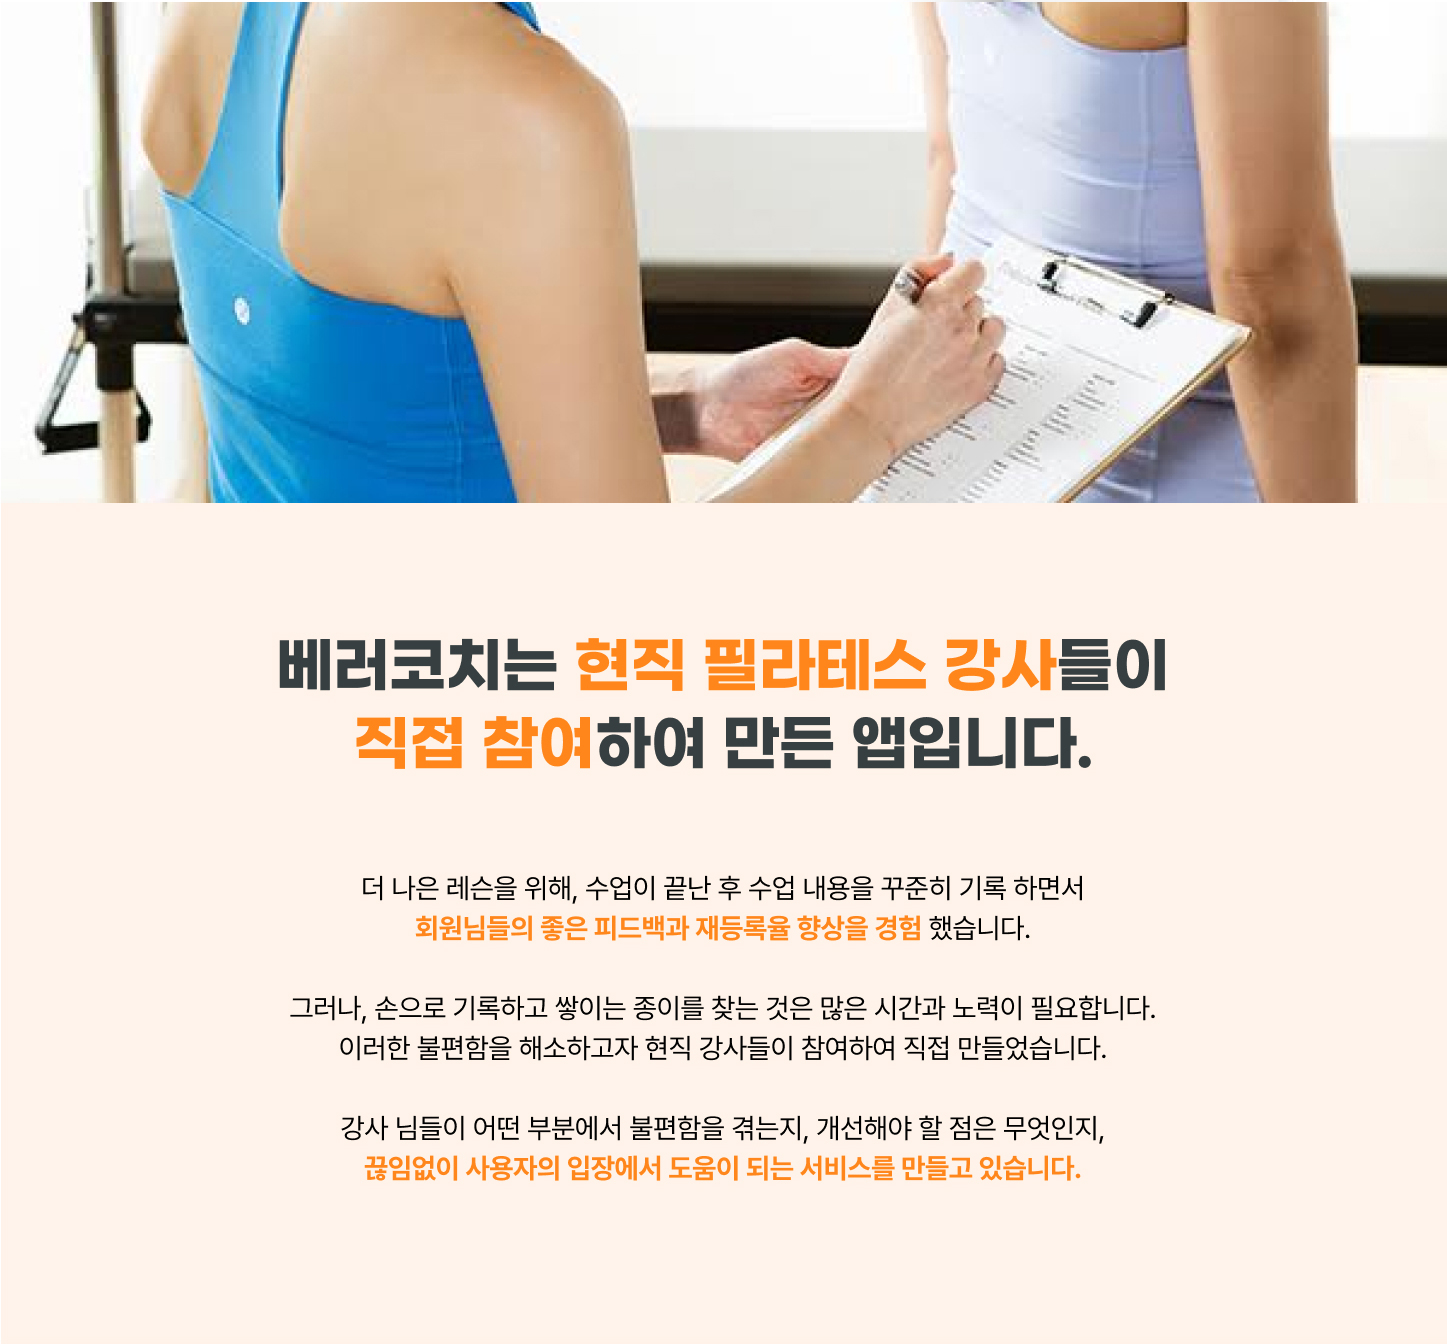 베러코치는 현직 필라테스 강사들이
직접 참여하여 만든 앱입니다.
더 나은 레슨을 위해, 수업이 끝난 후 수업 내용을 꾸준히 기록 하면서
회원님들의 좋은 피드백과 재등록율 향상을 경험 했습니다.
그러나, 손으로 기록하고 쌓이는 종이를 찾는 것은 많은 시간과 노력이 필요합니다.
이러한 불편함을 해소하고자 현직 강사들이 참여하여 직접 만들었습니다.
강사 님들이 어떤 부분에서 불편함을 겪는지, 개선해야 할 점은 무엇인지,
끊임없이 사용자의 입장에서 도움이 되는 서비스를 만들고 있습니다.